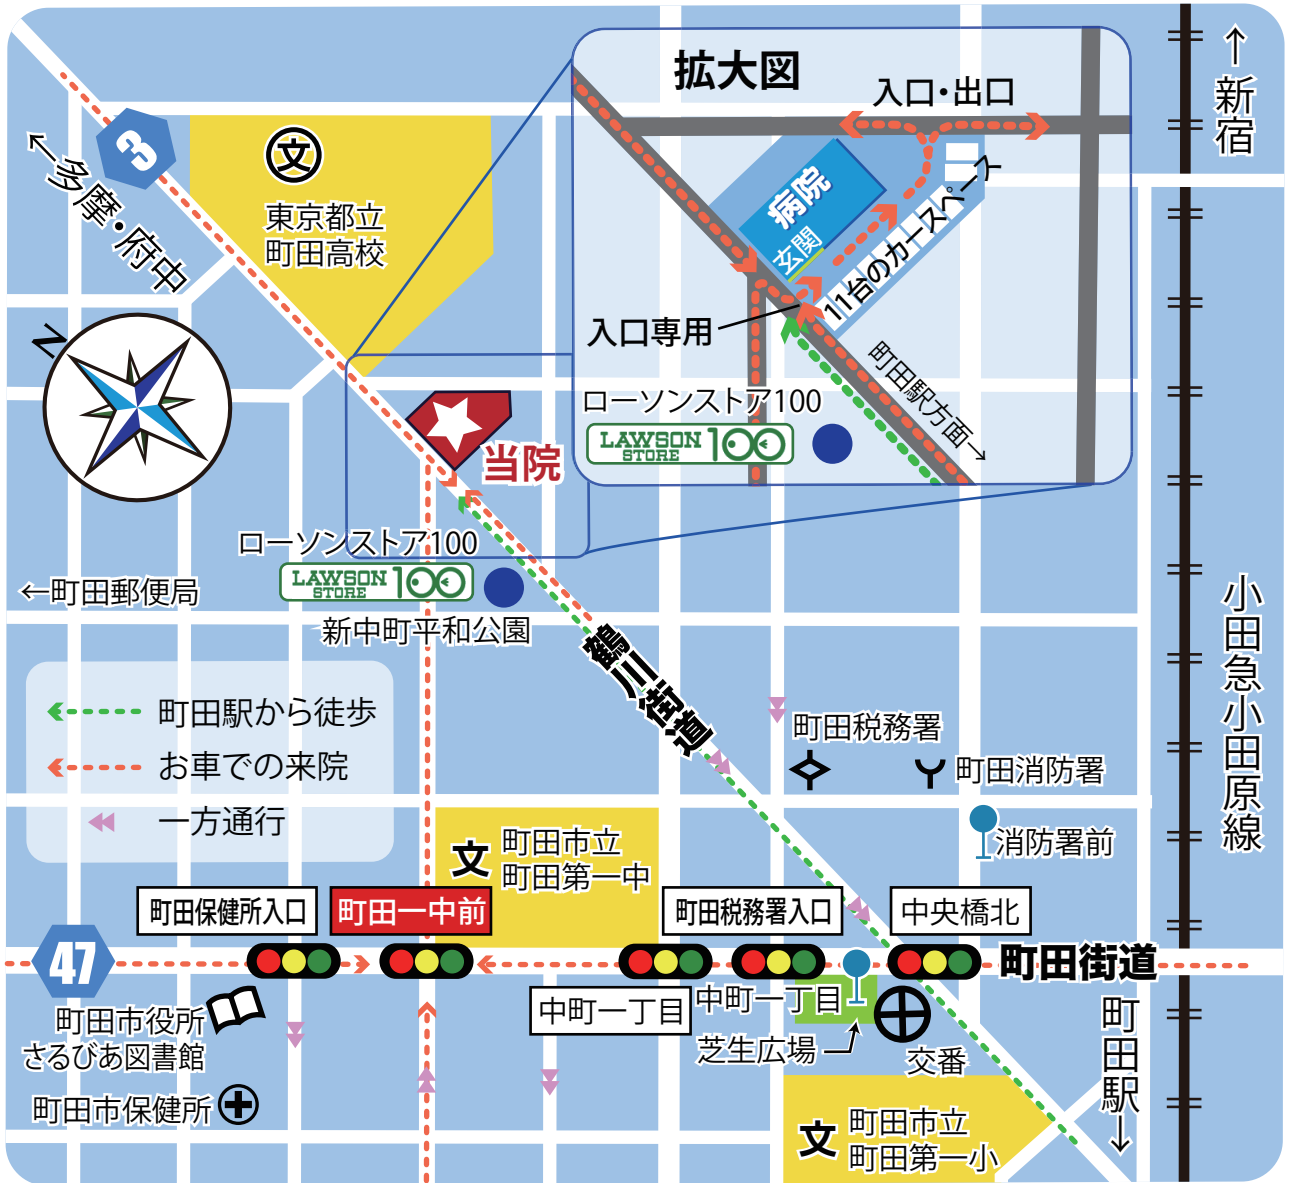 拡大図
入口・出口
病院
玄関
11台のカースペース
入口専用
町田駅方面→
ローソンストア100
LAWSON
STORE 100
↑
新宿
3
←多摩・府中
文
東京都立
町田高校
N
当院
ローソンストア100
LAWSON
STORE 100
新中町平和公園
←町田郵便局
鶴川街道
小田急小田原線
町田駅から徒歩
お車での来院
一方通行
町田税務署
町田消防署
消防署前
文
町田市立
町田第一中
町田保健所入口
町田一中前
町田税務署入口
中央橋北
47
町田街道
中町一丁目
中町一丁目
芝生広場
交番
町田市役所
さるびあ図書館
町田市保健所
文
町田市立
町田第一小
町田駅
↓